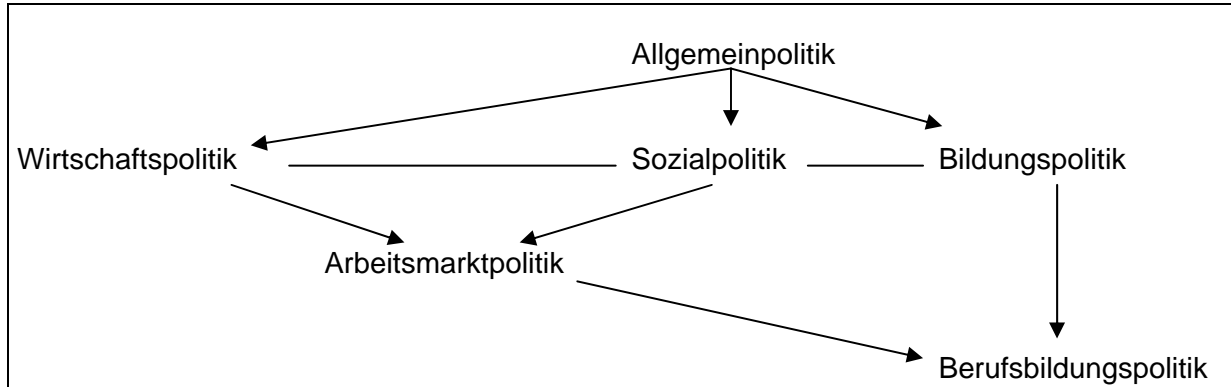 Allgemeinpolitik
Wirtschaftspolitik Sozialpolitik Bildungspolitik
Arbeitsmarktpolitik
Berufsbildungspolitik